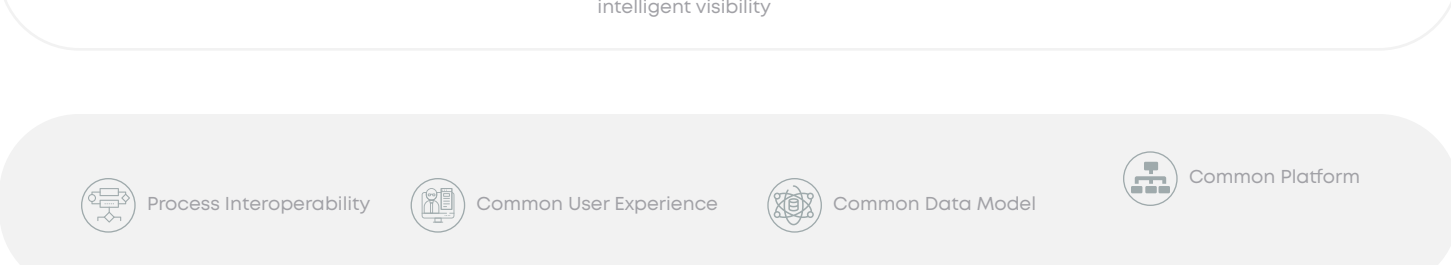 intelligent visibility
Process Interoperability
Common User Experience
Common Data Model
Common Platform